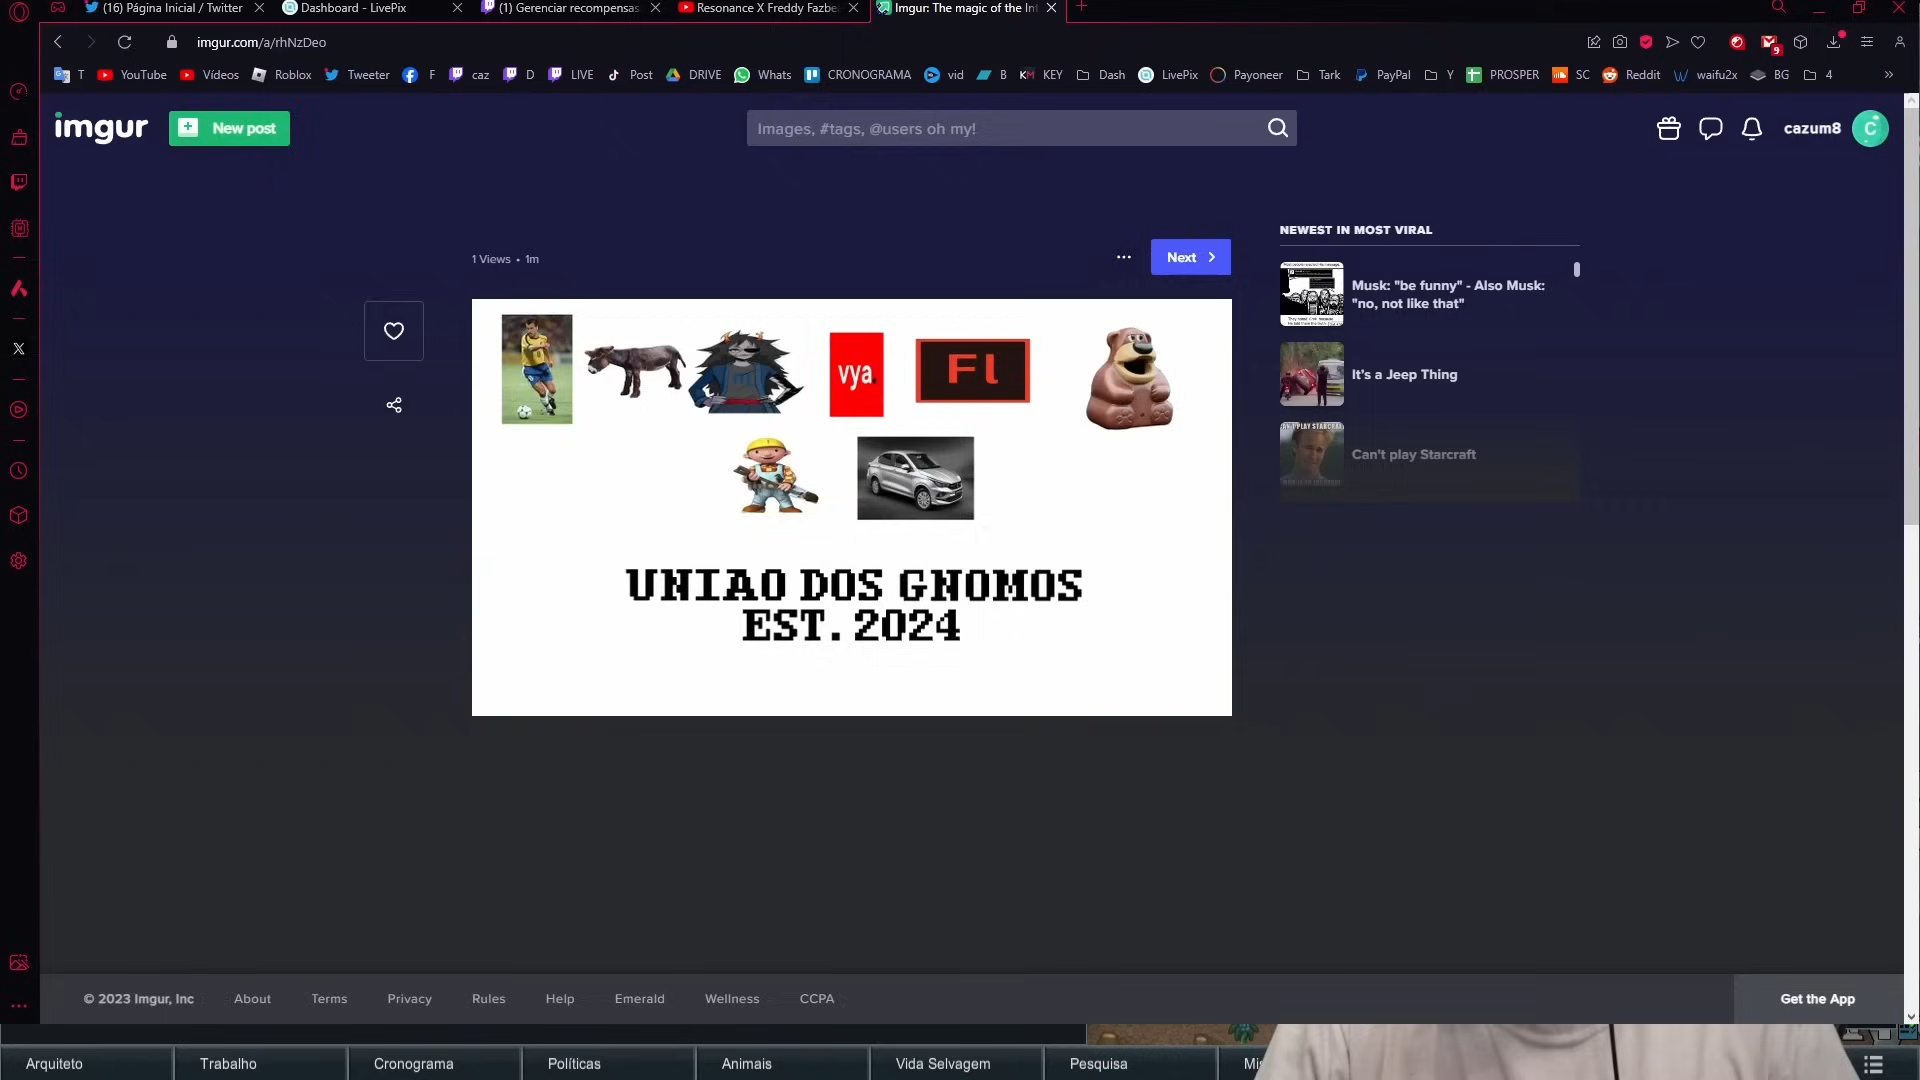 (16) Página Inicial / Twitter
Dashboard - LivePix
(1) Gerenciar recompensas
Resonance X Freddy Fazbe
Imgur: The magic of the Int
imgur.com/a/rhNzDeo
9
T
YouTube
Vídeos
Roblox
Tweeter
F
caz
D
LIVE
Post
DRIVE
Whats
CRONOGRAMA
vid
B
KM KEY
Dash
LivePix
Payoneer
Tark
PayPal
Y
PROSPER
SC
Reddit
waifu2x
BG
4
imgur
New post
Images, #tags, @users oh my!
cazum8
C
NEWEST IN MOST VIRAL
1 Views • 1m
Next
Musk: "be funny" - Also Musk:
"no, not like that"
It's a Jeep Thing
Can't play Starcraft
vya.
Fl
UNIAO DOS GNOMOS
EST. 2024
© 2023 Imgur, Inc
About
Terms
Privacy
Rules
Help
Emerald
Wellness
CCPA
Get the App
Arquiteto
Trabalho
Cronograma
Políticas
Animais
Vida Selvagem
Pesquisa